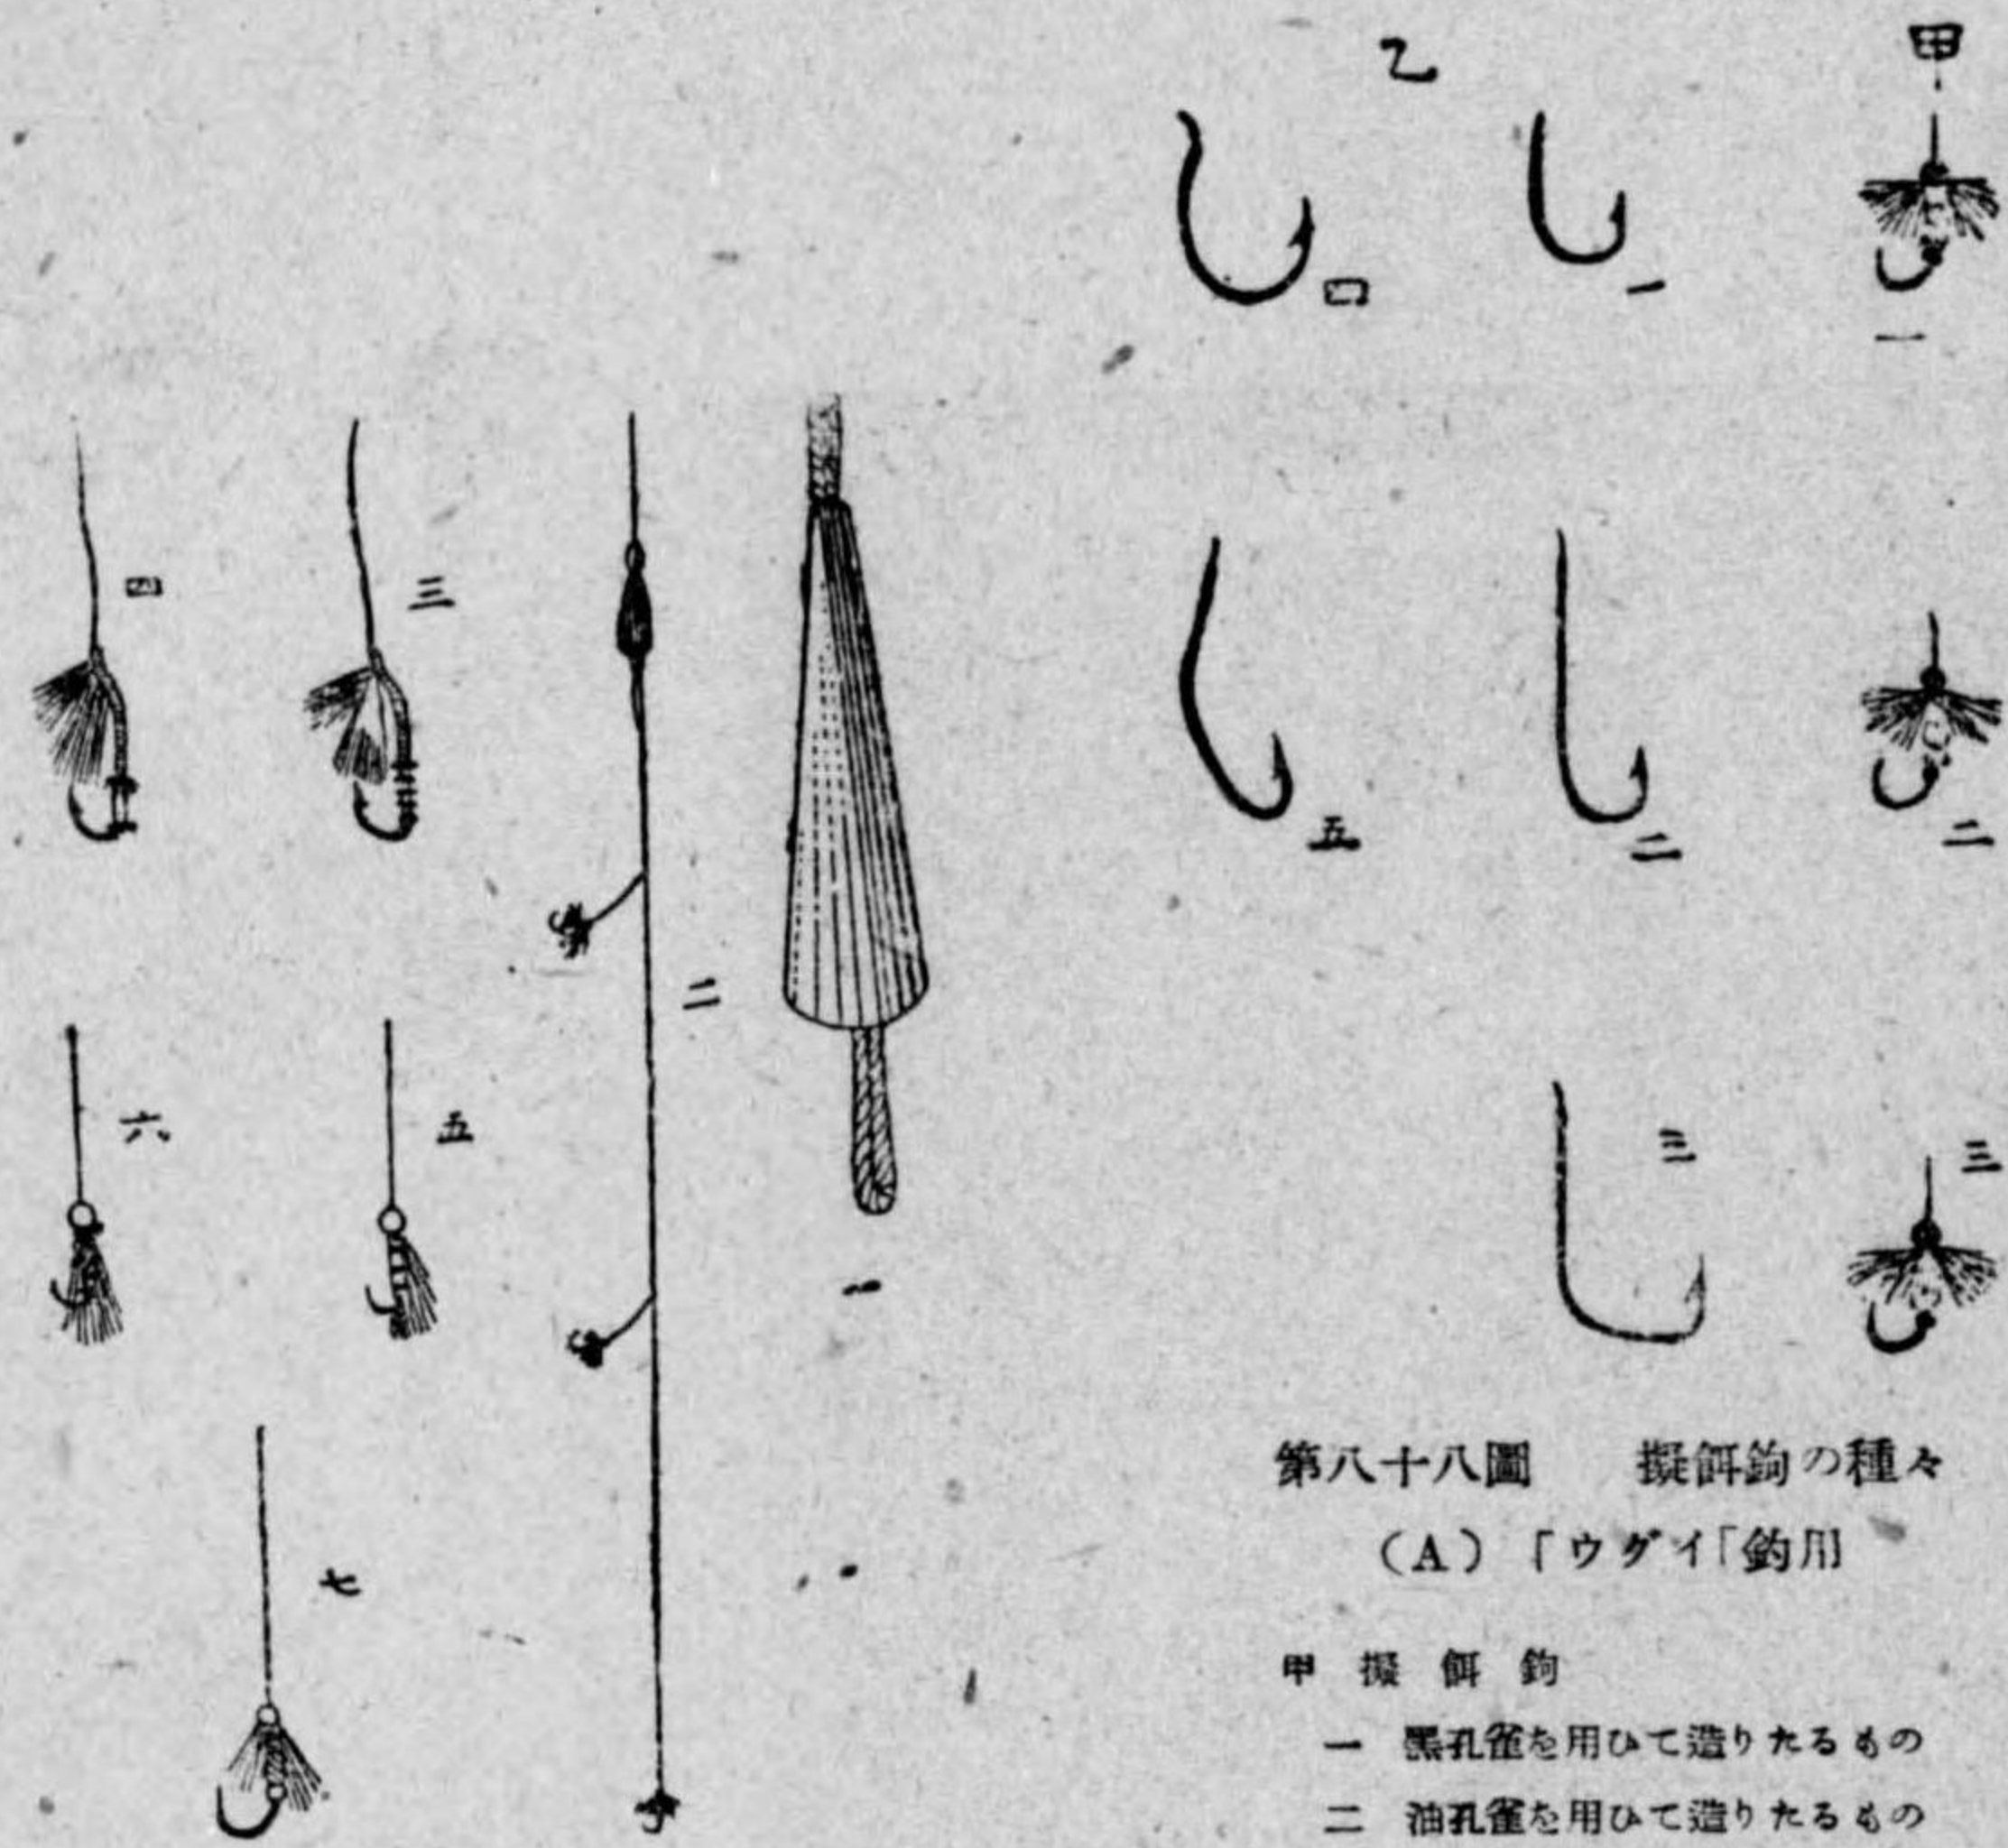 甲
一
二
三
乙
一
二
三
四
五
一
二
三
四
五
六
七
第八十八圖　擬餌鉤の種々
（A）「ウグイ「釣用
甲 擬 餌 鉤
一 黑孔雀を用ひて造りたるもの
二 油孔雀を用ひて造りたるもの